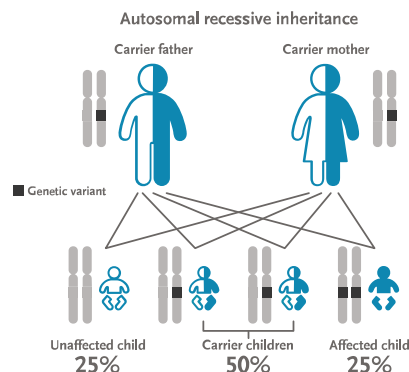 Autosomal recessive inheritance
Carrier father
Carrier mother
Genetic variant
Unaffected child
25%
Carrier children
50%
Affected child
25%